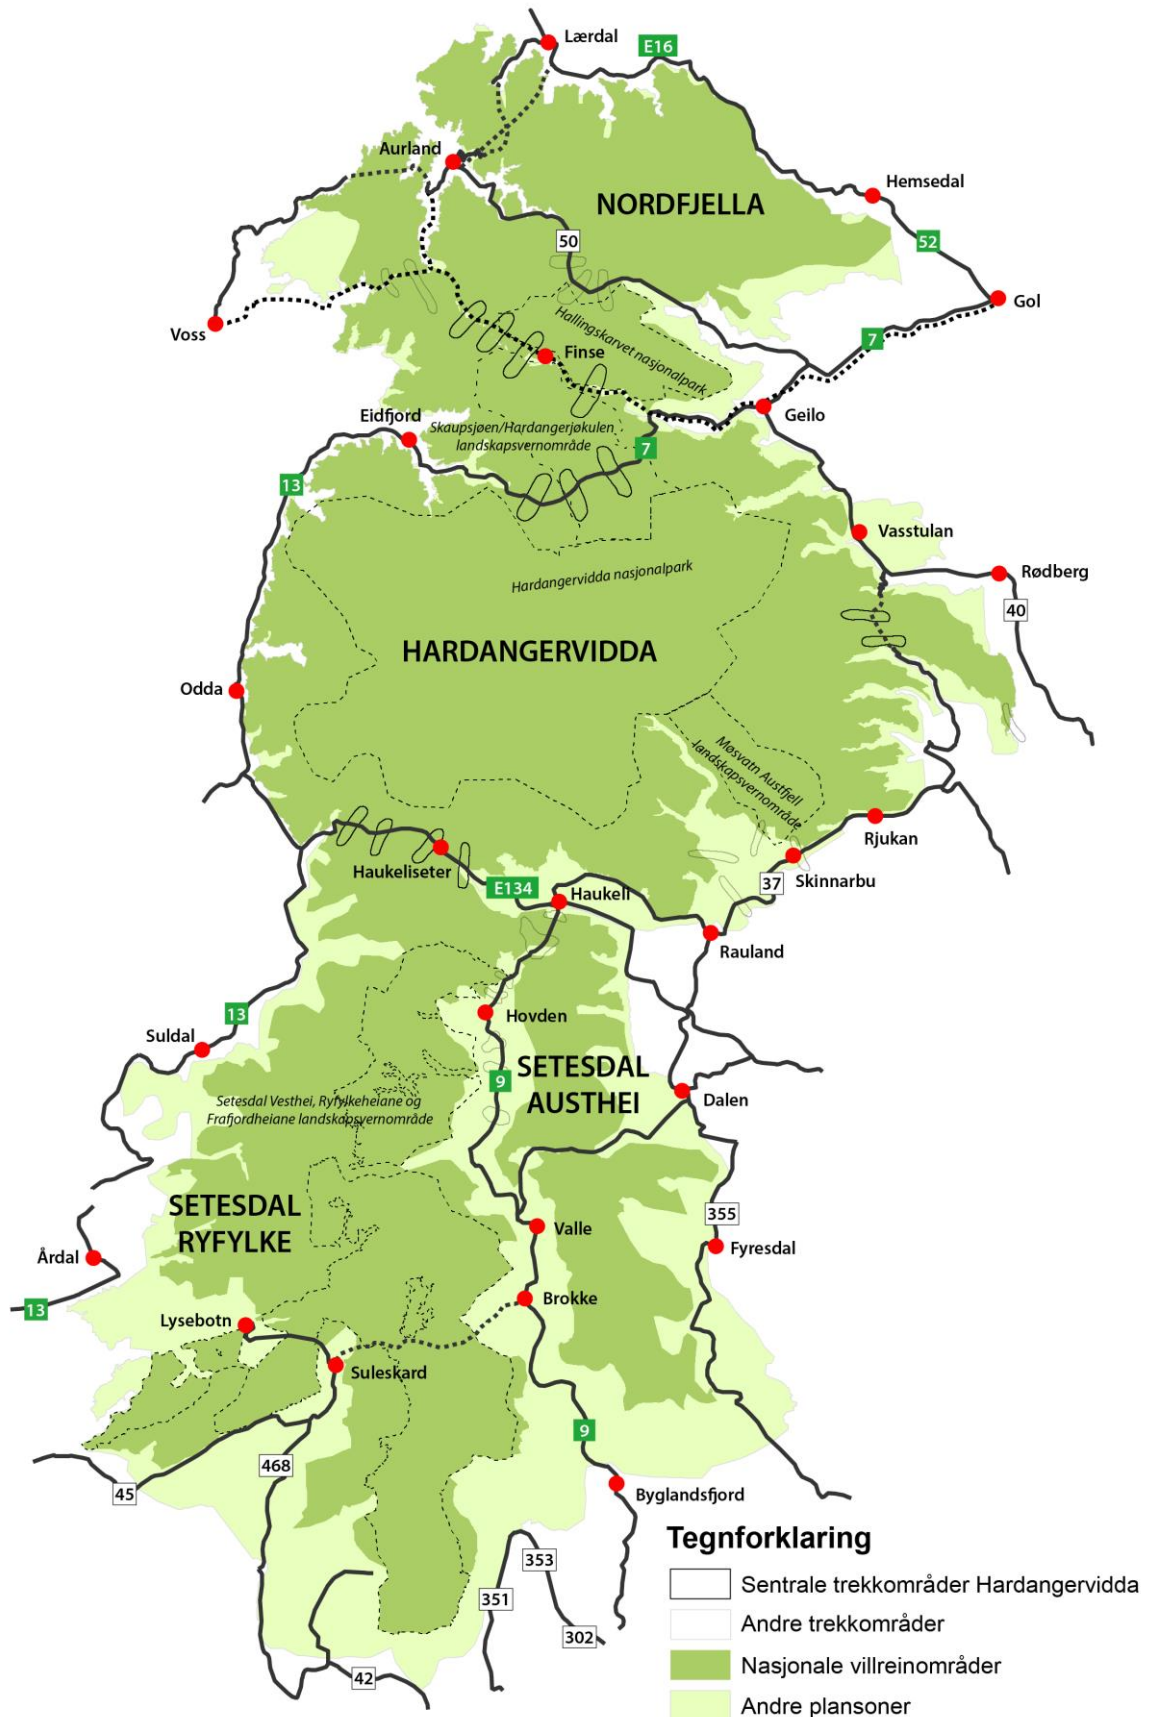 Lærdal
E16
Aurland
Hemsedal
NORDFJELLA
50
52
Gol
Voss
Hallingskarvet nasjonalpark
7
Finse
Geilo
Eidfjord
Skaupsjøen/Hardangerjøkulen
landskapsvernområde
7
13
Vasstulan
Rødberg
Hardangervidda nasjonalpark
40
HARDANGERVIDDA
Odda
Møsvatn Austfjell
landskapsvernområde
Rjukan
Haukeliseter
Skinnarbu
37
E134
Haukeli
Rauland
13
Hovden
Suldal
SETESDAL
AUSTHEI
9
Dalen
Setesdal Vesthei, Ryfylkeheiane og
Frafjordheiane landskapsvernområde
SETESDAL
RYFYLKE
355
Valle
Fyresdal
Årdal
Brokke
13
Lysebotn
Suleskard
9
468
45
Byglandsfjord
353
351
302
42
Tegnforklaring
Sentrale trekkområder Hardangervidda
Andre trekkområder
Nasjonale villreinområder
Andre plansoner